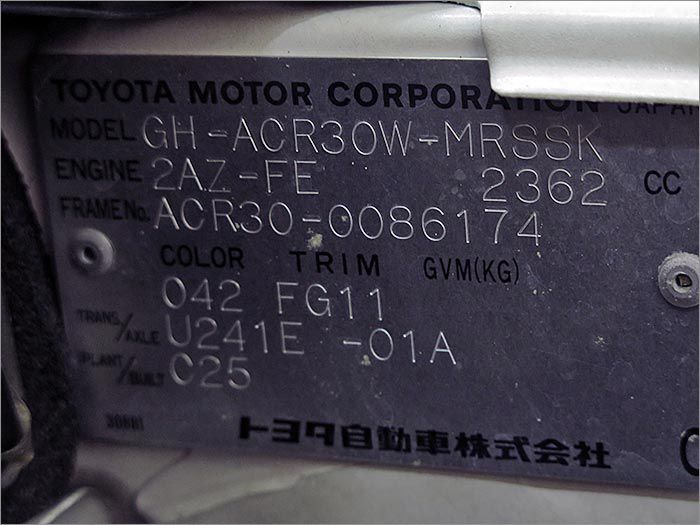 TOYOTA MOTOR CORPORATION JAPAN
MODEL GH-ACR30W-MRSSK
ENGINE 2AZ-FE 2362 CC
FRAME No. ACR30-0086174
COLOR TRIM GVM(KG)
042 FG11
TRANS/AXLE U241E -01A
PLANT/BUILT C25
トヨタ自動車株式会社